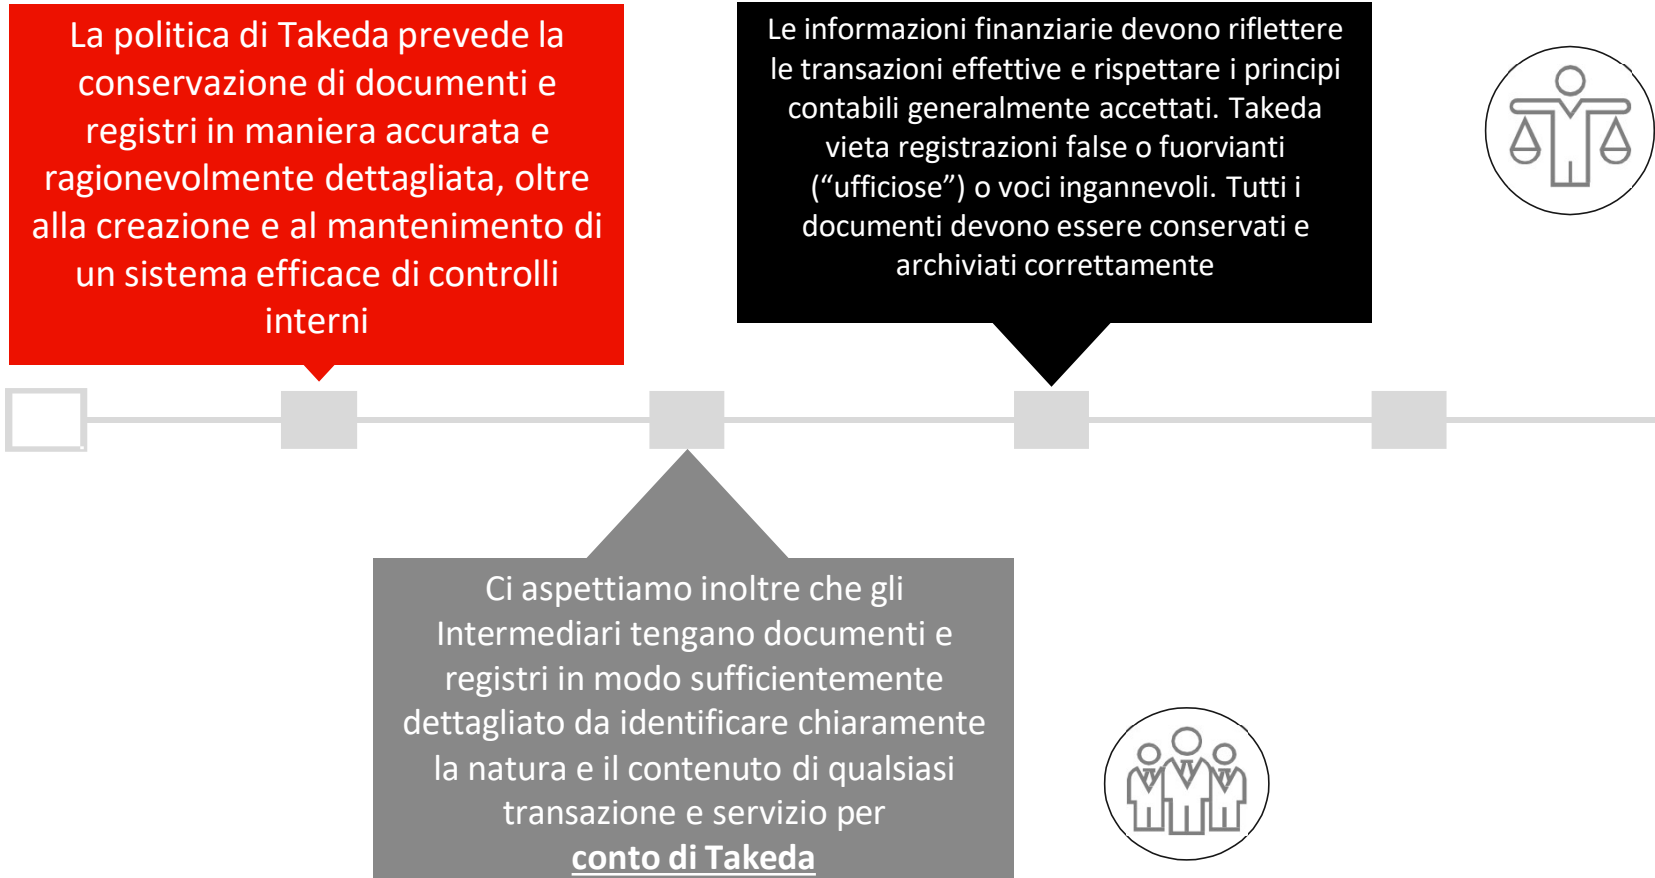 La politica di Takeda prevede la
conservazione di documenti e
registri in maniera accurata e
ragionevolmente dettagliata, oltre
alla creazione e al mantenimento di
un sistema efficace di controlli
interni
Le informazioni finanziarie devono riflettere
le transazioni effettive e rispettare i principi
contabili generalmente accettati. Takeda
vieta registrazioni false o fuorvianti
(“ufficiose”) o voci ingannevoli. Tutti i
documenti devono essere conservati e
archiviati correttamente
Ci aspettiamo inoltre che gli
Intermediari tengano documenti e
registri in modo sufficientemente
dettagliato da identificare chiaramente
la natura e il contenuto di qualsiasi
transazione e servizio per
conto di Takeda